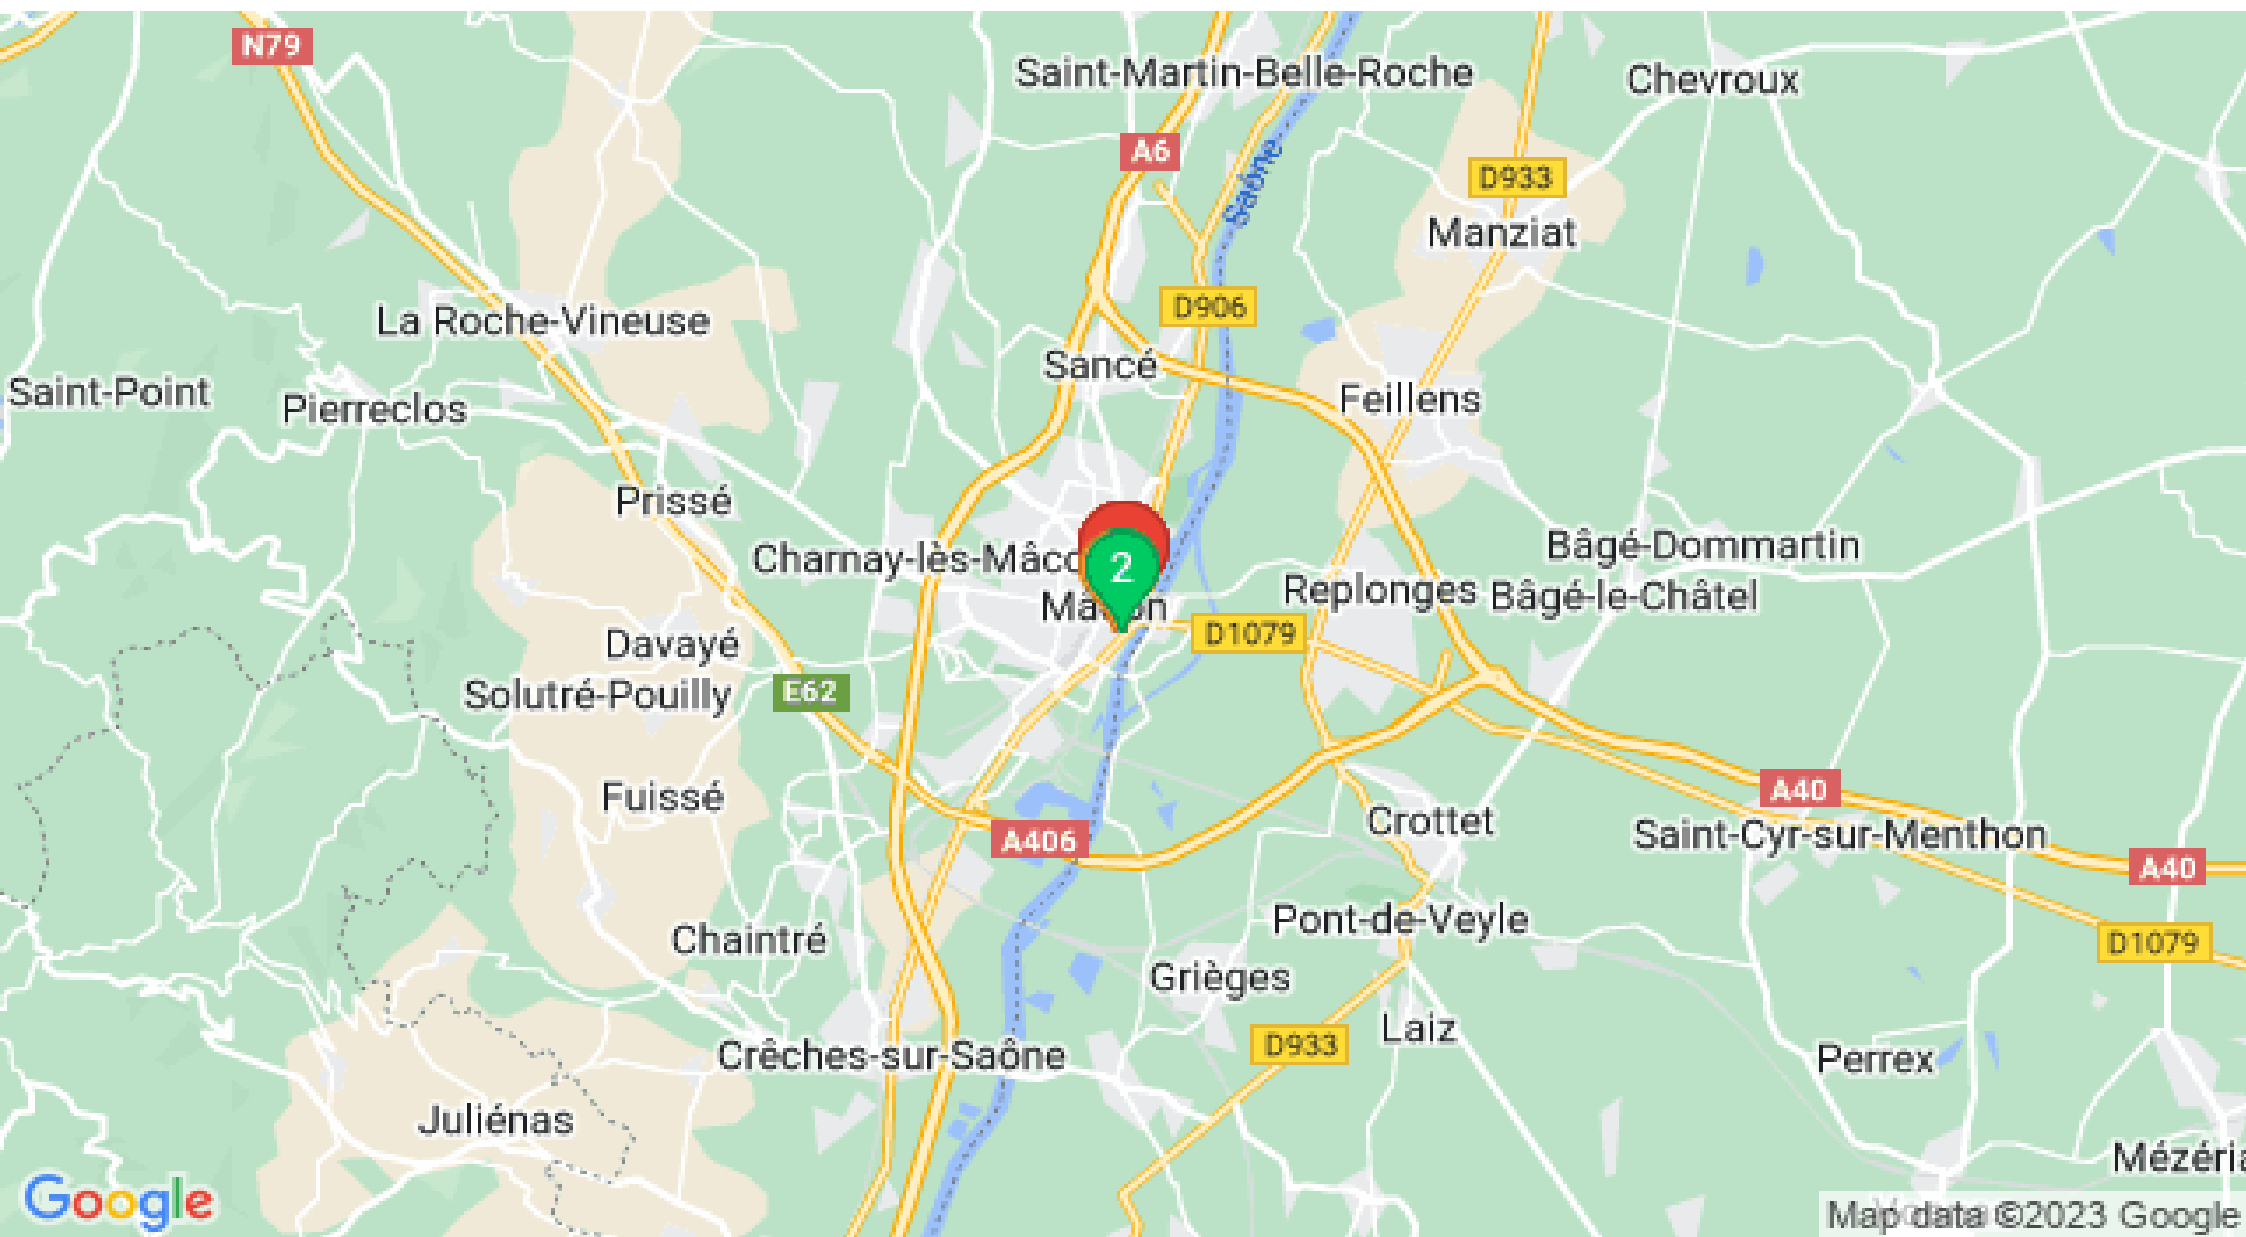 N79
Saint-Martin-Belle-Roche
Chevroux
A6
D933
Saône
Manziat
D906
La Roche-Vineuse
Sancé
Saint-Point
Pierreclos
Feillens
Prissé
Charnay-lès-Mâco
2
Bâgé-Dommartin
Replonges
Bâgé-le-Châtel
D1079
Davayé
Solutré-Pouilly
E62
Fuissé
A40
Crottet
A406
Saint-Cyr-sur-Menthon
A40
Pont-de-Veyle
Chaintré
D1079
Grièges
Laiz
D933
Crêches-sur-Saône
Perrex
Juliénas
Mézéria
Google
Map data ©2023 Google